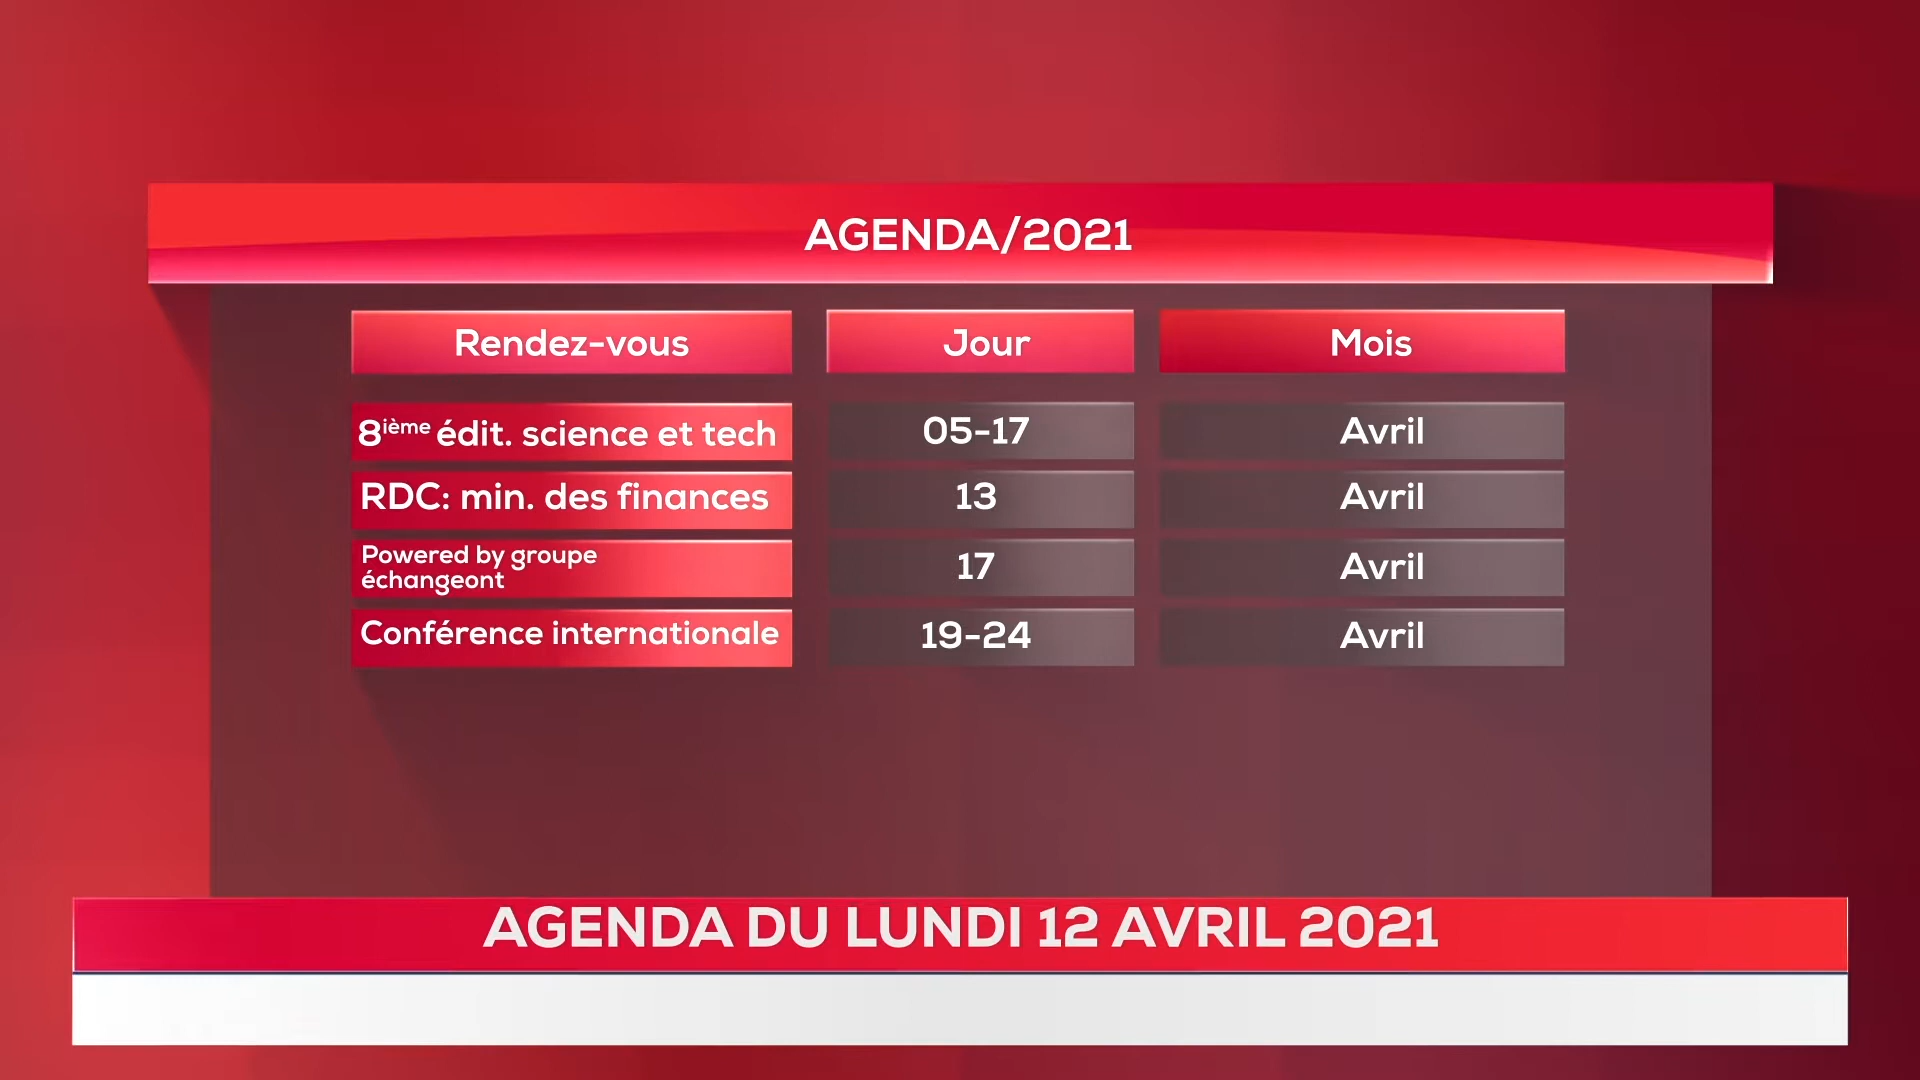 AGENDA/2021
Rendez-vous Jour Mois
8ième édit. science et tech 05-17 Avril
RDC: min. des finances 13 Avril
Powered by groupe
échangeont 17 Avril
Conférence internationale 19-24 Avril
AGENDA DU LUNDI 12 AVRIL 2021